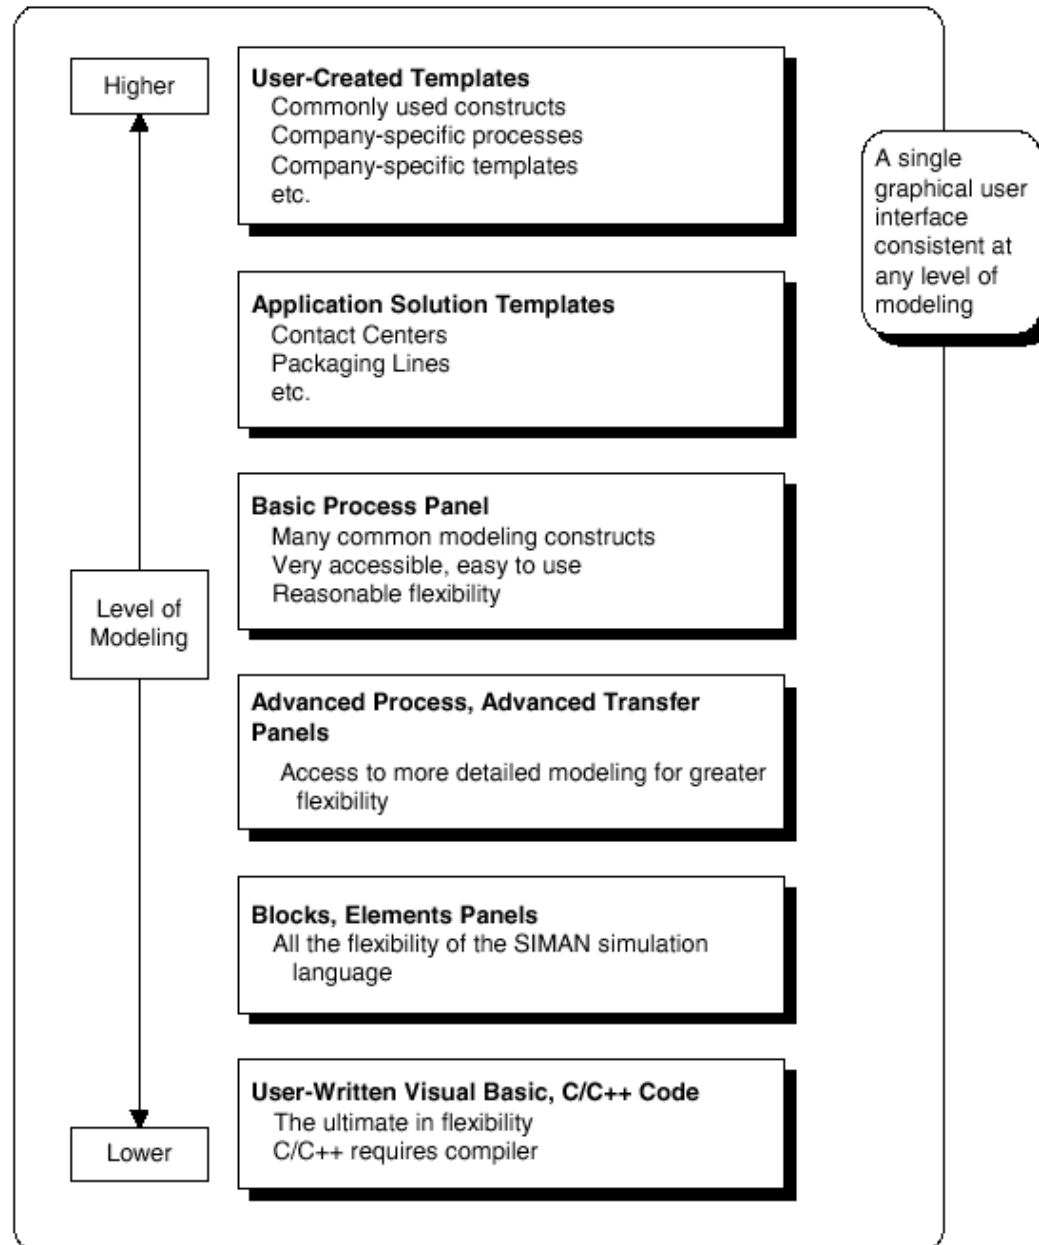 Higher
User-Created Templates
Commonly used constructs
Company-specific processes
Company-specific templates
etc.
A single
graphical user
interface
consistent at
any level of
modeling
Application Solution Templates
Contact Centers
Packaging Lines
etc.
Basic Process Panel
Many common modeling constructs
Very accessible, easy to use
Reasonable flexibility
Level of
Modeling
Advanced Process, Advanced Transfer
Panels
Access to more detailed modeling for greater
flexibility
Blocks, Elements Panels
All the flexibility of the SIMAN simulation
language
User-Written Visual Basic, C/C++ Code
The ultimate in flexibility
C/C++ requires compiler
Lower